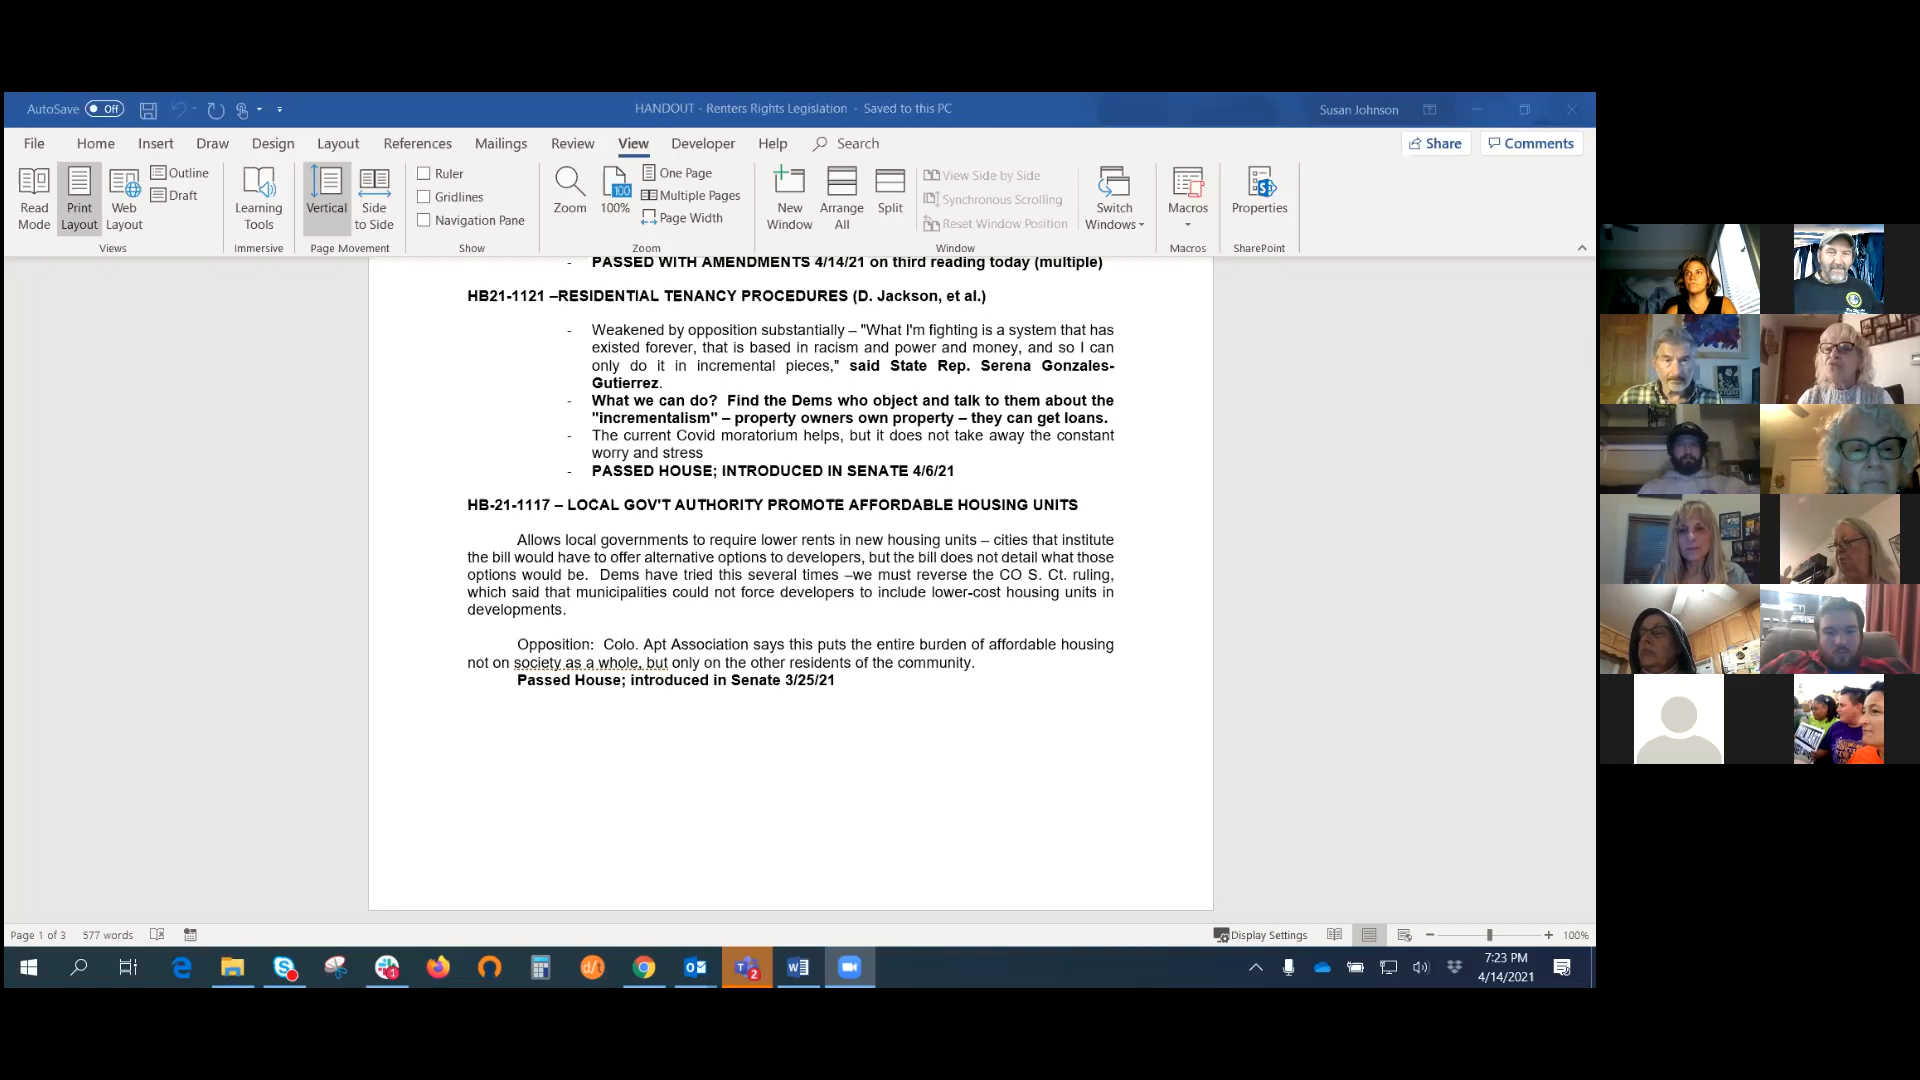 AutoSave Off
HANDOUT - Renters Rights Legislation - Saved to this PC
Susan Johnson
File Home Insert Draw Design Layout References Mailings Review View Developer Help Search
Share Comments
Read Mode
Print Layout
Web Layout
Outline
Draft
Views
Learning Tools
Immersive
Vertical
Side to Side
Page Movement
Ruler
Gridlines
Navigation Pane
Show
Zoom
100
100%
One Page
Multiple Pages
Page Width
Zoom
New Window
Arrange All
Split
View Side by Side
Synchronous Scrolling
Reset Window Position
Window
Switch Windows
Macros
Macros
Properties
SharePoint
- PASSED WITH AMENDMENTS 4/14/21 on third reading today (multiple)
HB21-1121 –RESIDENTIAL TENANCY PROCEDURES (D. Jackson, et al.)
- Weakened by opposition substantially – "What I'm fighting is a system that has
existed forever, that is based in racism and power and money, and so I can
only do it in incremental pieces," said State Rep. Serena Gonzales-
Gutierrez.
- What we can do? Find the Dems who object and talk to them about the
"incrementalism" – property owners own property – they can get loans.
- The current Covid moratorium helps, but it does not take away the constant
worry and stress
- PASSED HOUSE; INTRODUCED IN SENATE 4/6/21
HB-21-1117 – LOCAL GOV'T AUTHORITY PROMOTE AFFORDABLE HOUSING UNITS
Allows local governments to require lower rents in new housing units – cities that institute
the bill would have to offer alternative options to developers, but the bill does not detail what those
options would be. Dems have tried this several times –we must reverse the CO S. Ct. ruling,
which said that municipalities could not force developers to include lower-cost housing units in
developments.
Opposition: Colo. Apt Association says this puts the entire burden of affordable housing
not on society as a whole, but only on the other residents of the community.
Passed House; introduced in Senate 3/25/21
Page 1 of 3 577 words
Display Settings
100%
7:23 PM
4/14/2021